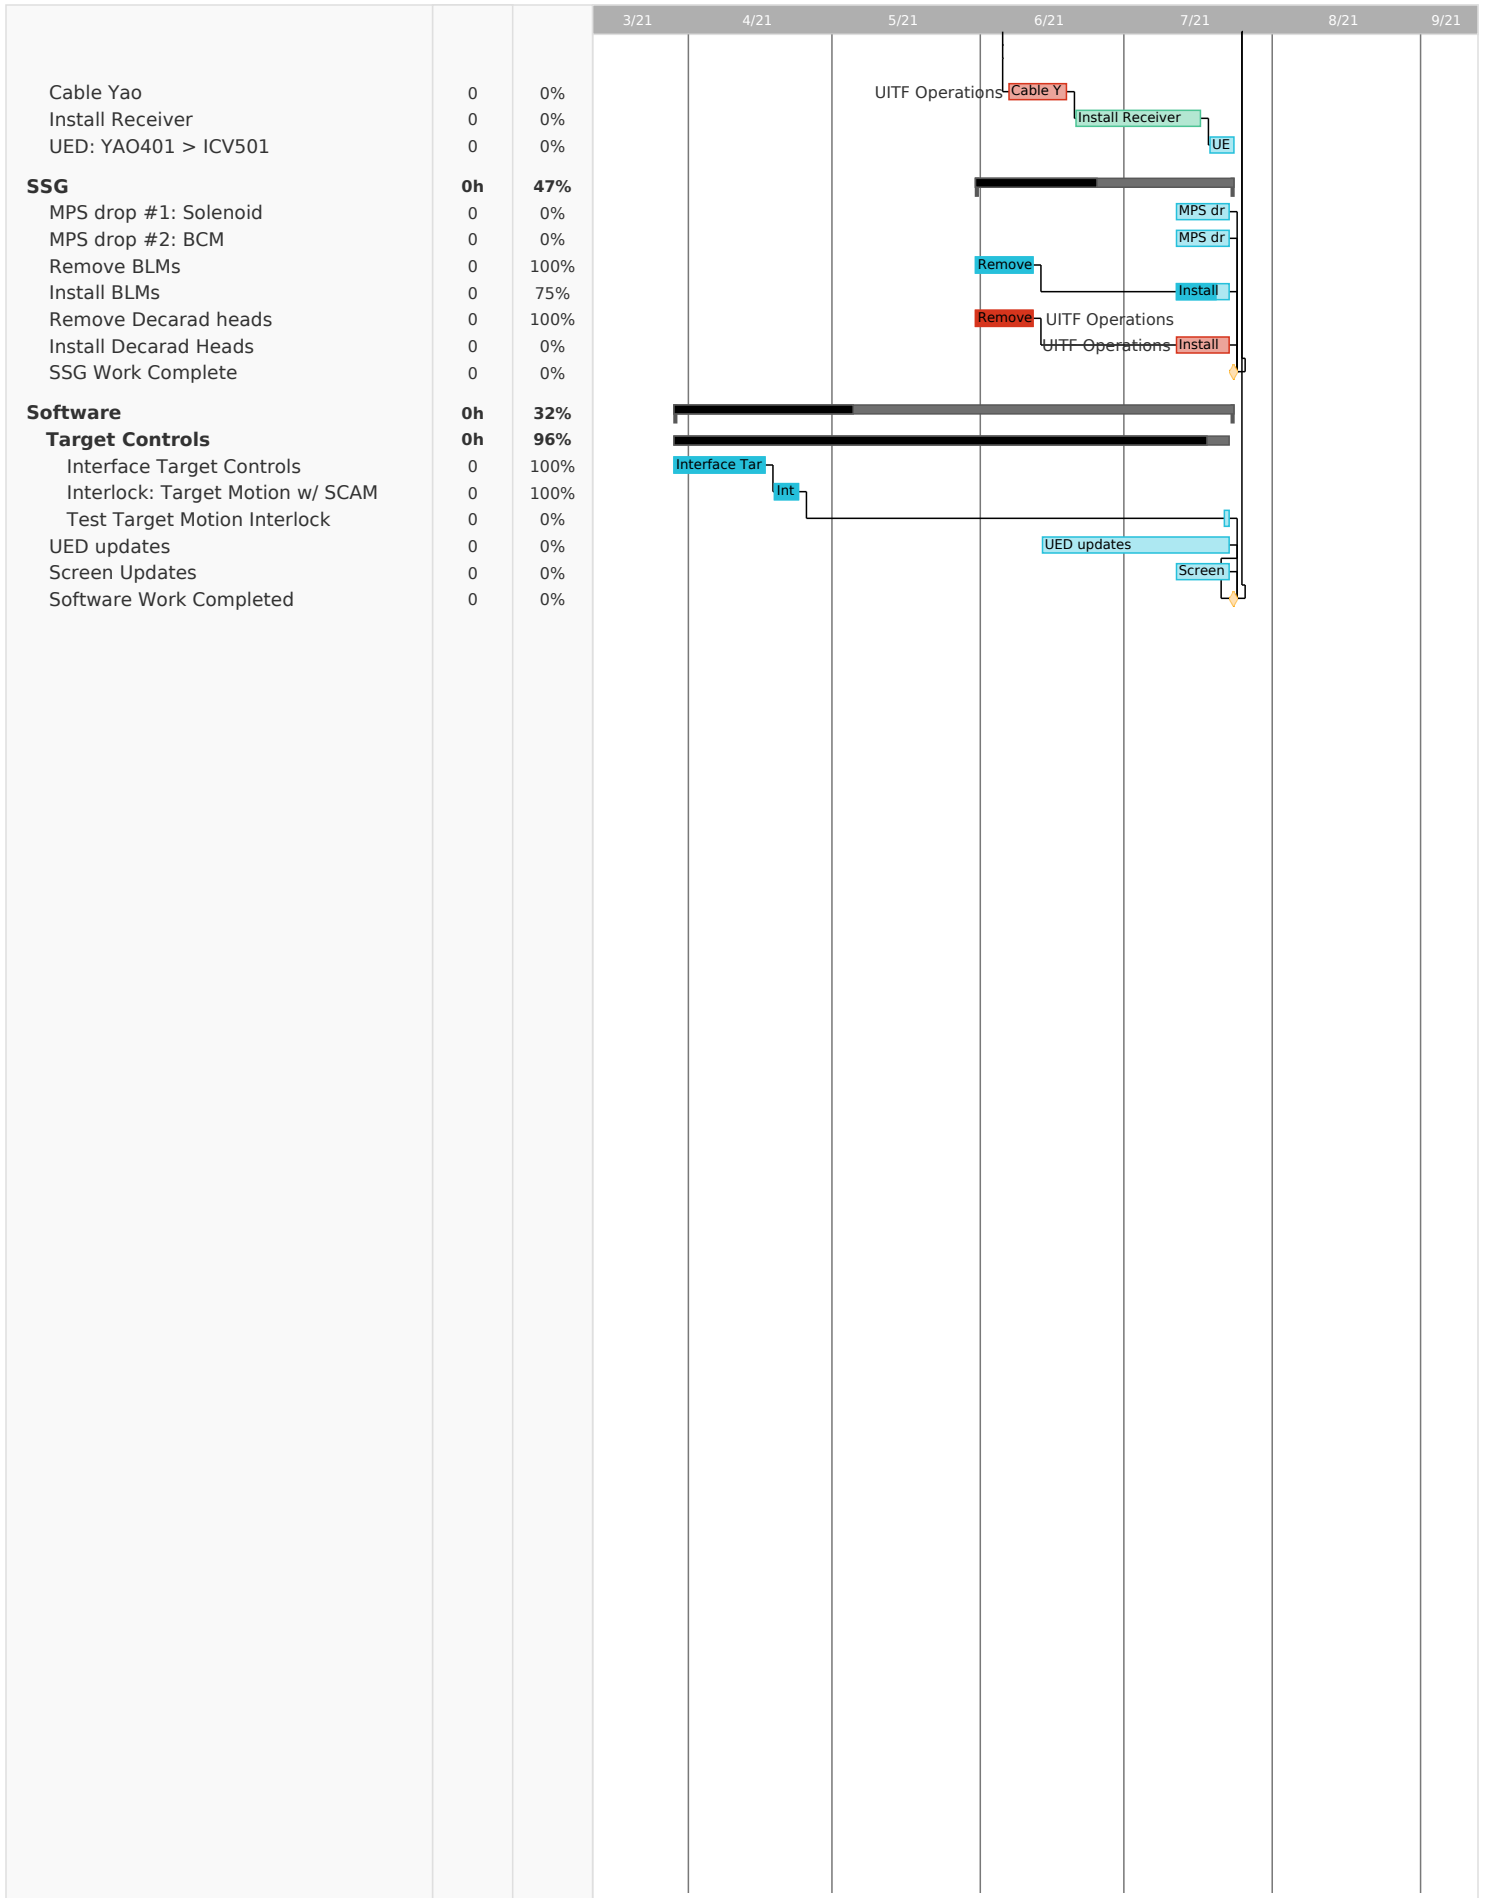 3/21 4/21 5/21 6/21 7/21 8/21 9/21
Cable Yao 0 0% UITF Operations Cable Y
Install Receiver 0 0% Install Receiver
UED: YAO401 > ICV501 0 0% UE
SSG 0h 47%
MPS drop #1: Solenoid 0 0% MPS dr
MPS drop #2: BCM 0 0% MPS dr
Remove BLMs 0 100% Remove
Install BLMs 0 75% Install
Remove Decarad heads 0 100% Remove UITF Operations
Install Decarad Heads 0 0% UITF Operations Install
SSG Work Complete 0 0%
Software 0h 32%
Target Controls 0h 96%
Interface Target Controls 0 100% Interface Tar
Interlock: Target Motion w/ SCAM 0 100% Int
Test Target Motion Interlock 0 0%
UED updates 0 0% UED updates
Screen Updates 0 0% Screen
Software Work Completed 0 0%